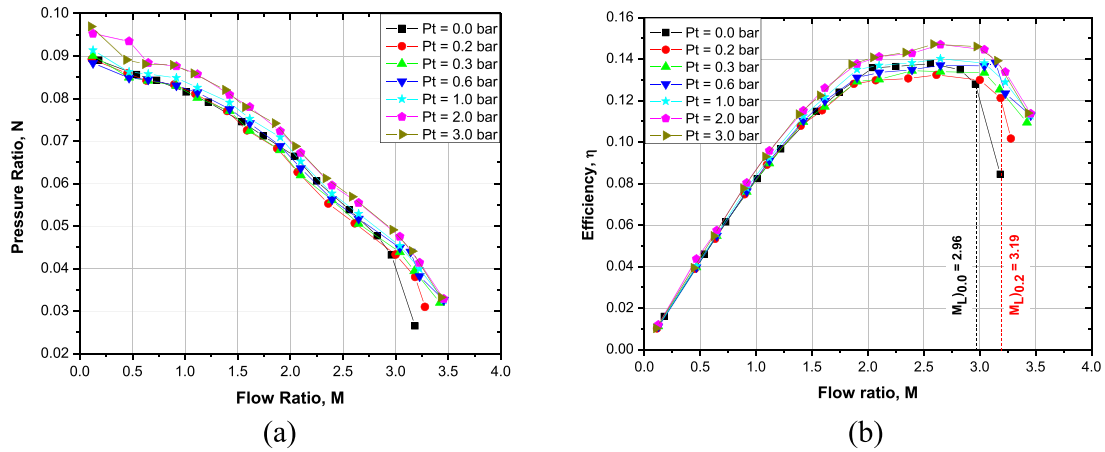 0.10
0.09
0.08
0.07
0.06
0.05
0.04
0.03
0.02
Pressure Ratio, N
0.0 0.5 1.0 1.5 2.0 2.5 3.0 3.5 4.0
Flow Ratio, M
Pt = 0.0 bar
Pt = 0.2 bar
Pt = 0.3 bar
Pt = 0.6 bar
Pt = 1.0 bar
Pt = 2.0 bar
Pt = 3.0 bar
(a)
0.16
0.14
0.12
0.10
0.08
0.06
0.04
0.02
0.00
Efficiency, η
0.0 0.5 1.0 1.5 2.0 2.5 3.0 3.5 4.0
Flow ratio, M
Pt = 0.0 bar
Pt = 0.2 bar
Pt = 0.3 bar
Pt = 0.6 bar
Pt = 1.0 bar
Pt = 2.0 bar
Pt = 3.0 bar
M_L)_0.0 = 2.96
M_L)_0.2 = 3.19
(b)